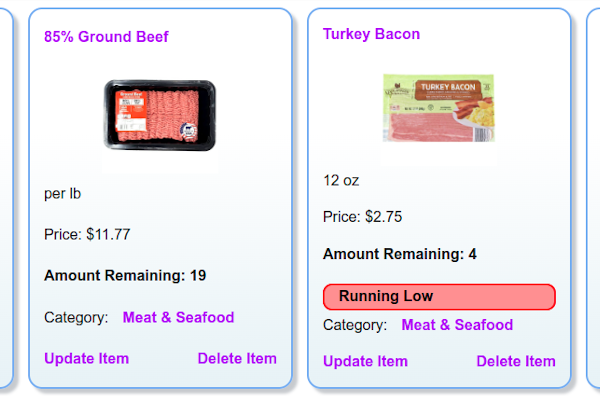 85% Ground Beef
per lb
Price: $11.77
Amount Remaining: 19
Category: Meat & Seafood
Update Item Delete Item
Turkey Bacon
TURKEY BACON
12 oz
Price: $2.75
Amount Remaining: 4
Running Low
Category: Meat & Seafood
Update Item Delete Item